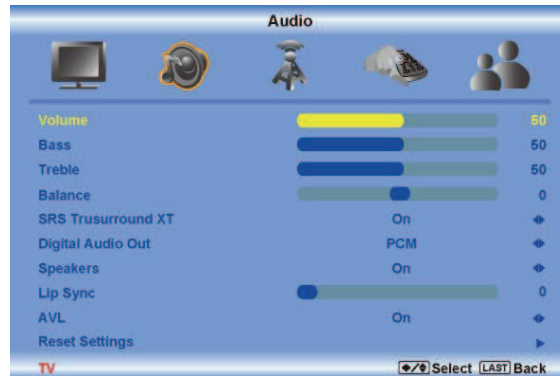 Audio
Volume 50
Bass 50
Treble 50
Balance 0
SRS Trusurround XT On
Digital Audio Out PCM
Speakers On
Lip Sync 0
AVL On
Reset Settings
TV Select LAST Back